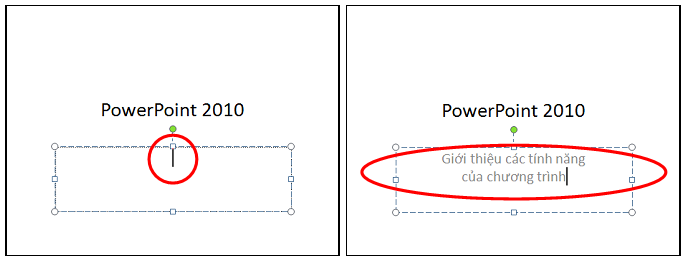 PowerPoint 2010
PowerPoint 2010
Giới thiệu các tính năng
của chương trình